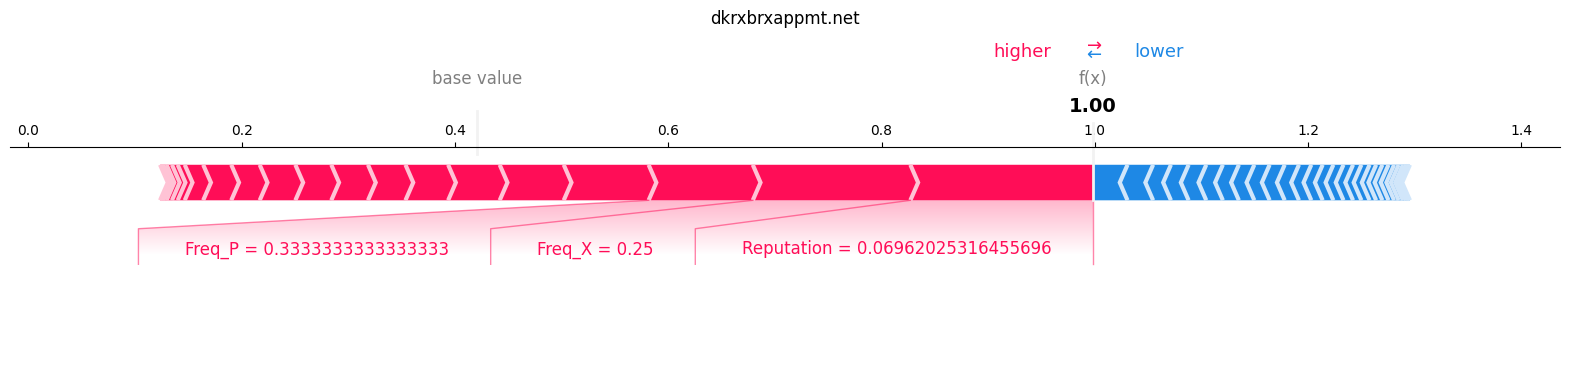 dkrxbrxappmt.net
higher → ← lower
base value f(x)
1.00
0.0 0.2 0.4 0.6 0.8 1 0 1.2 1.4
Freq_P = 0.3333333333333333 Freq_X = 0.25 Reputation = 0.06962025316455696